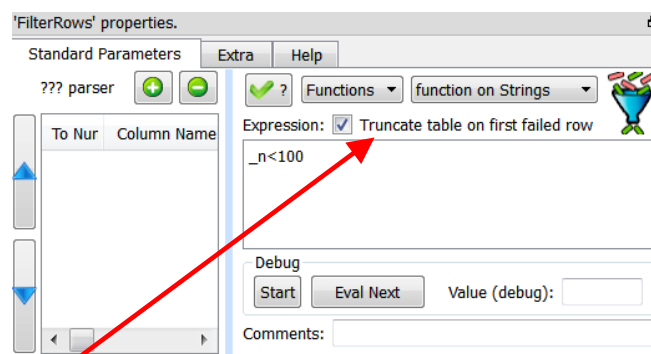 'FilterRows' properties.
Standard Parameters Extra Help
??? parser
? Functions function on Strings
To Nur Column Name
Expression: Truncate table on first failed row
_n<100
Debug
Start Eval Next Value (debug):
Comments: